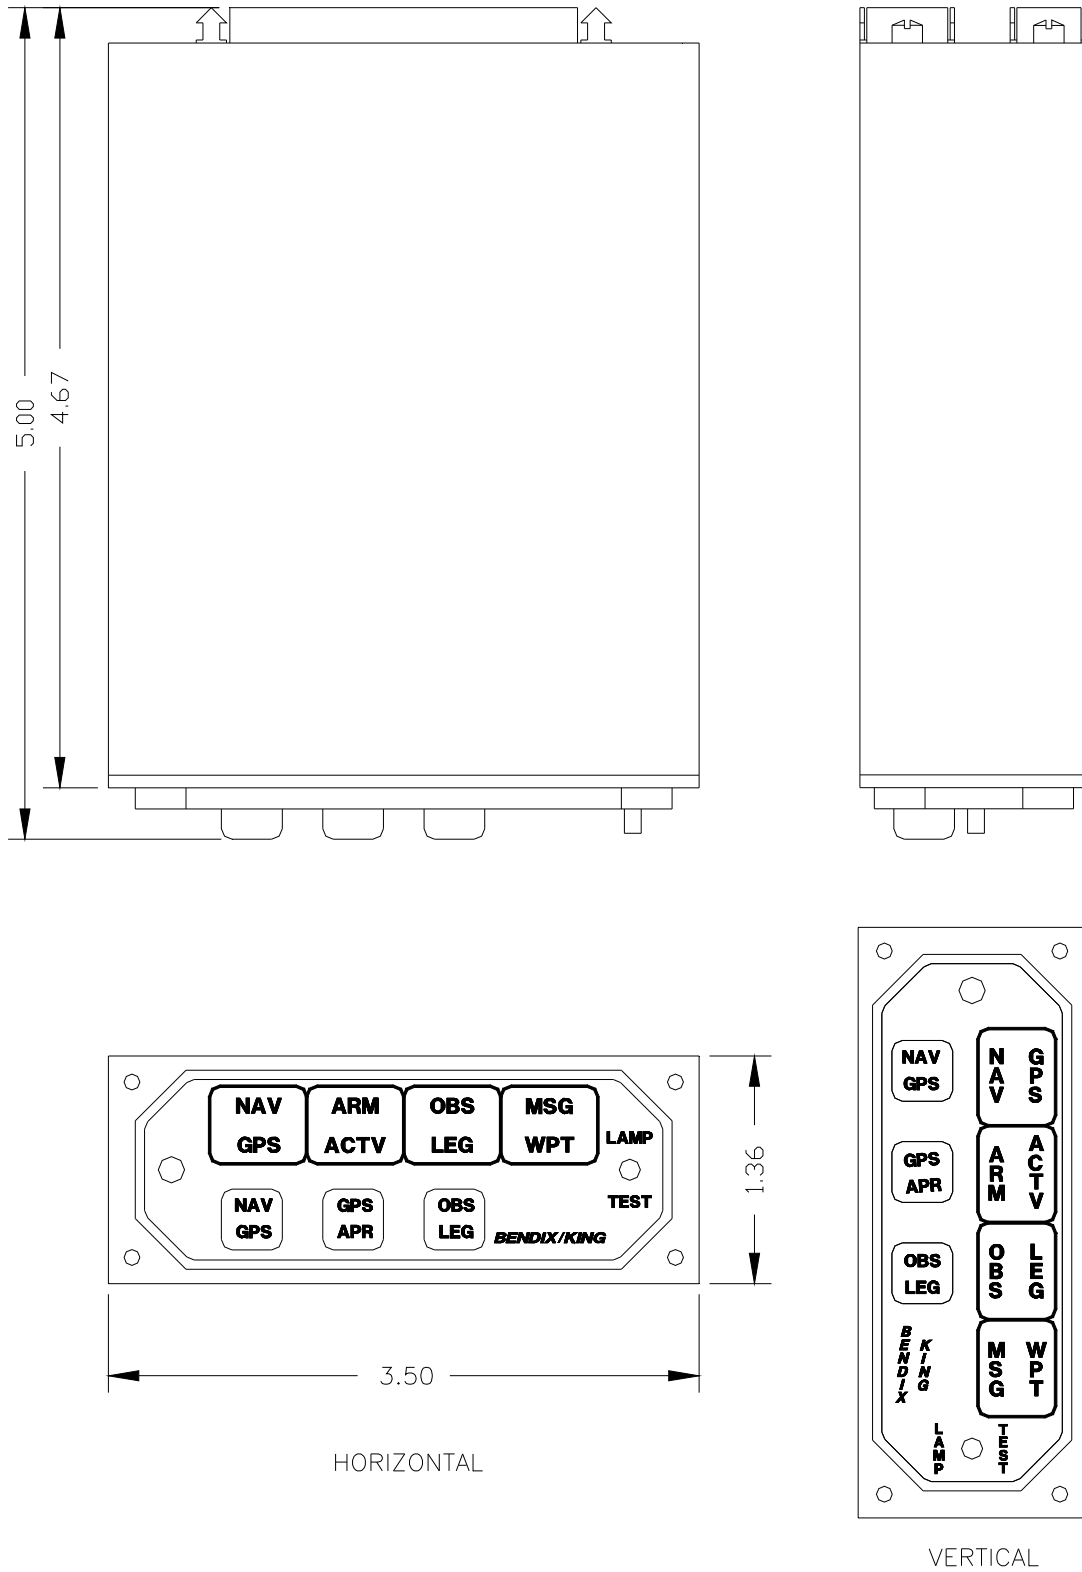 5.00
4.67
NAV
GPS
ARM
ACTV
OBS
LEG
MSG
WPT
LAMP
TEST
NAV
GPS
GPS
APR
OBS
LEG
BENDIX/KING
1.36
3.50
HORIZONTAL
NAV
GPS
GPS
APR
OBS
LEG
NAV
GPS
ARM
ACTV
OBS
LEG
MSG
WPT
BENDIX
KING
LAMP
TEST
VERTICAL